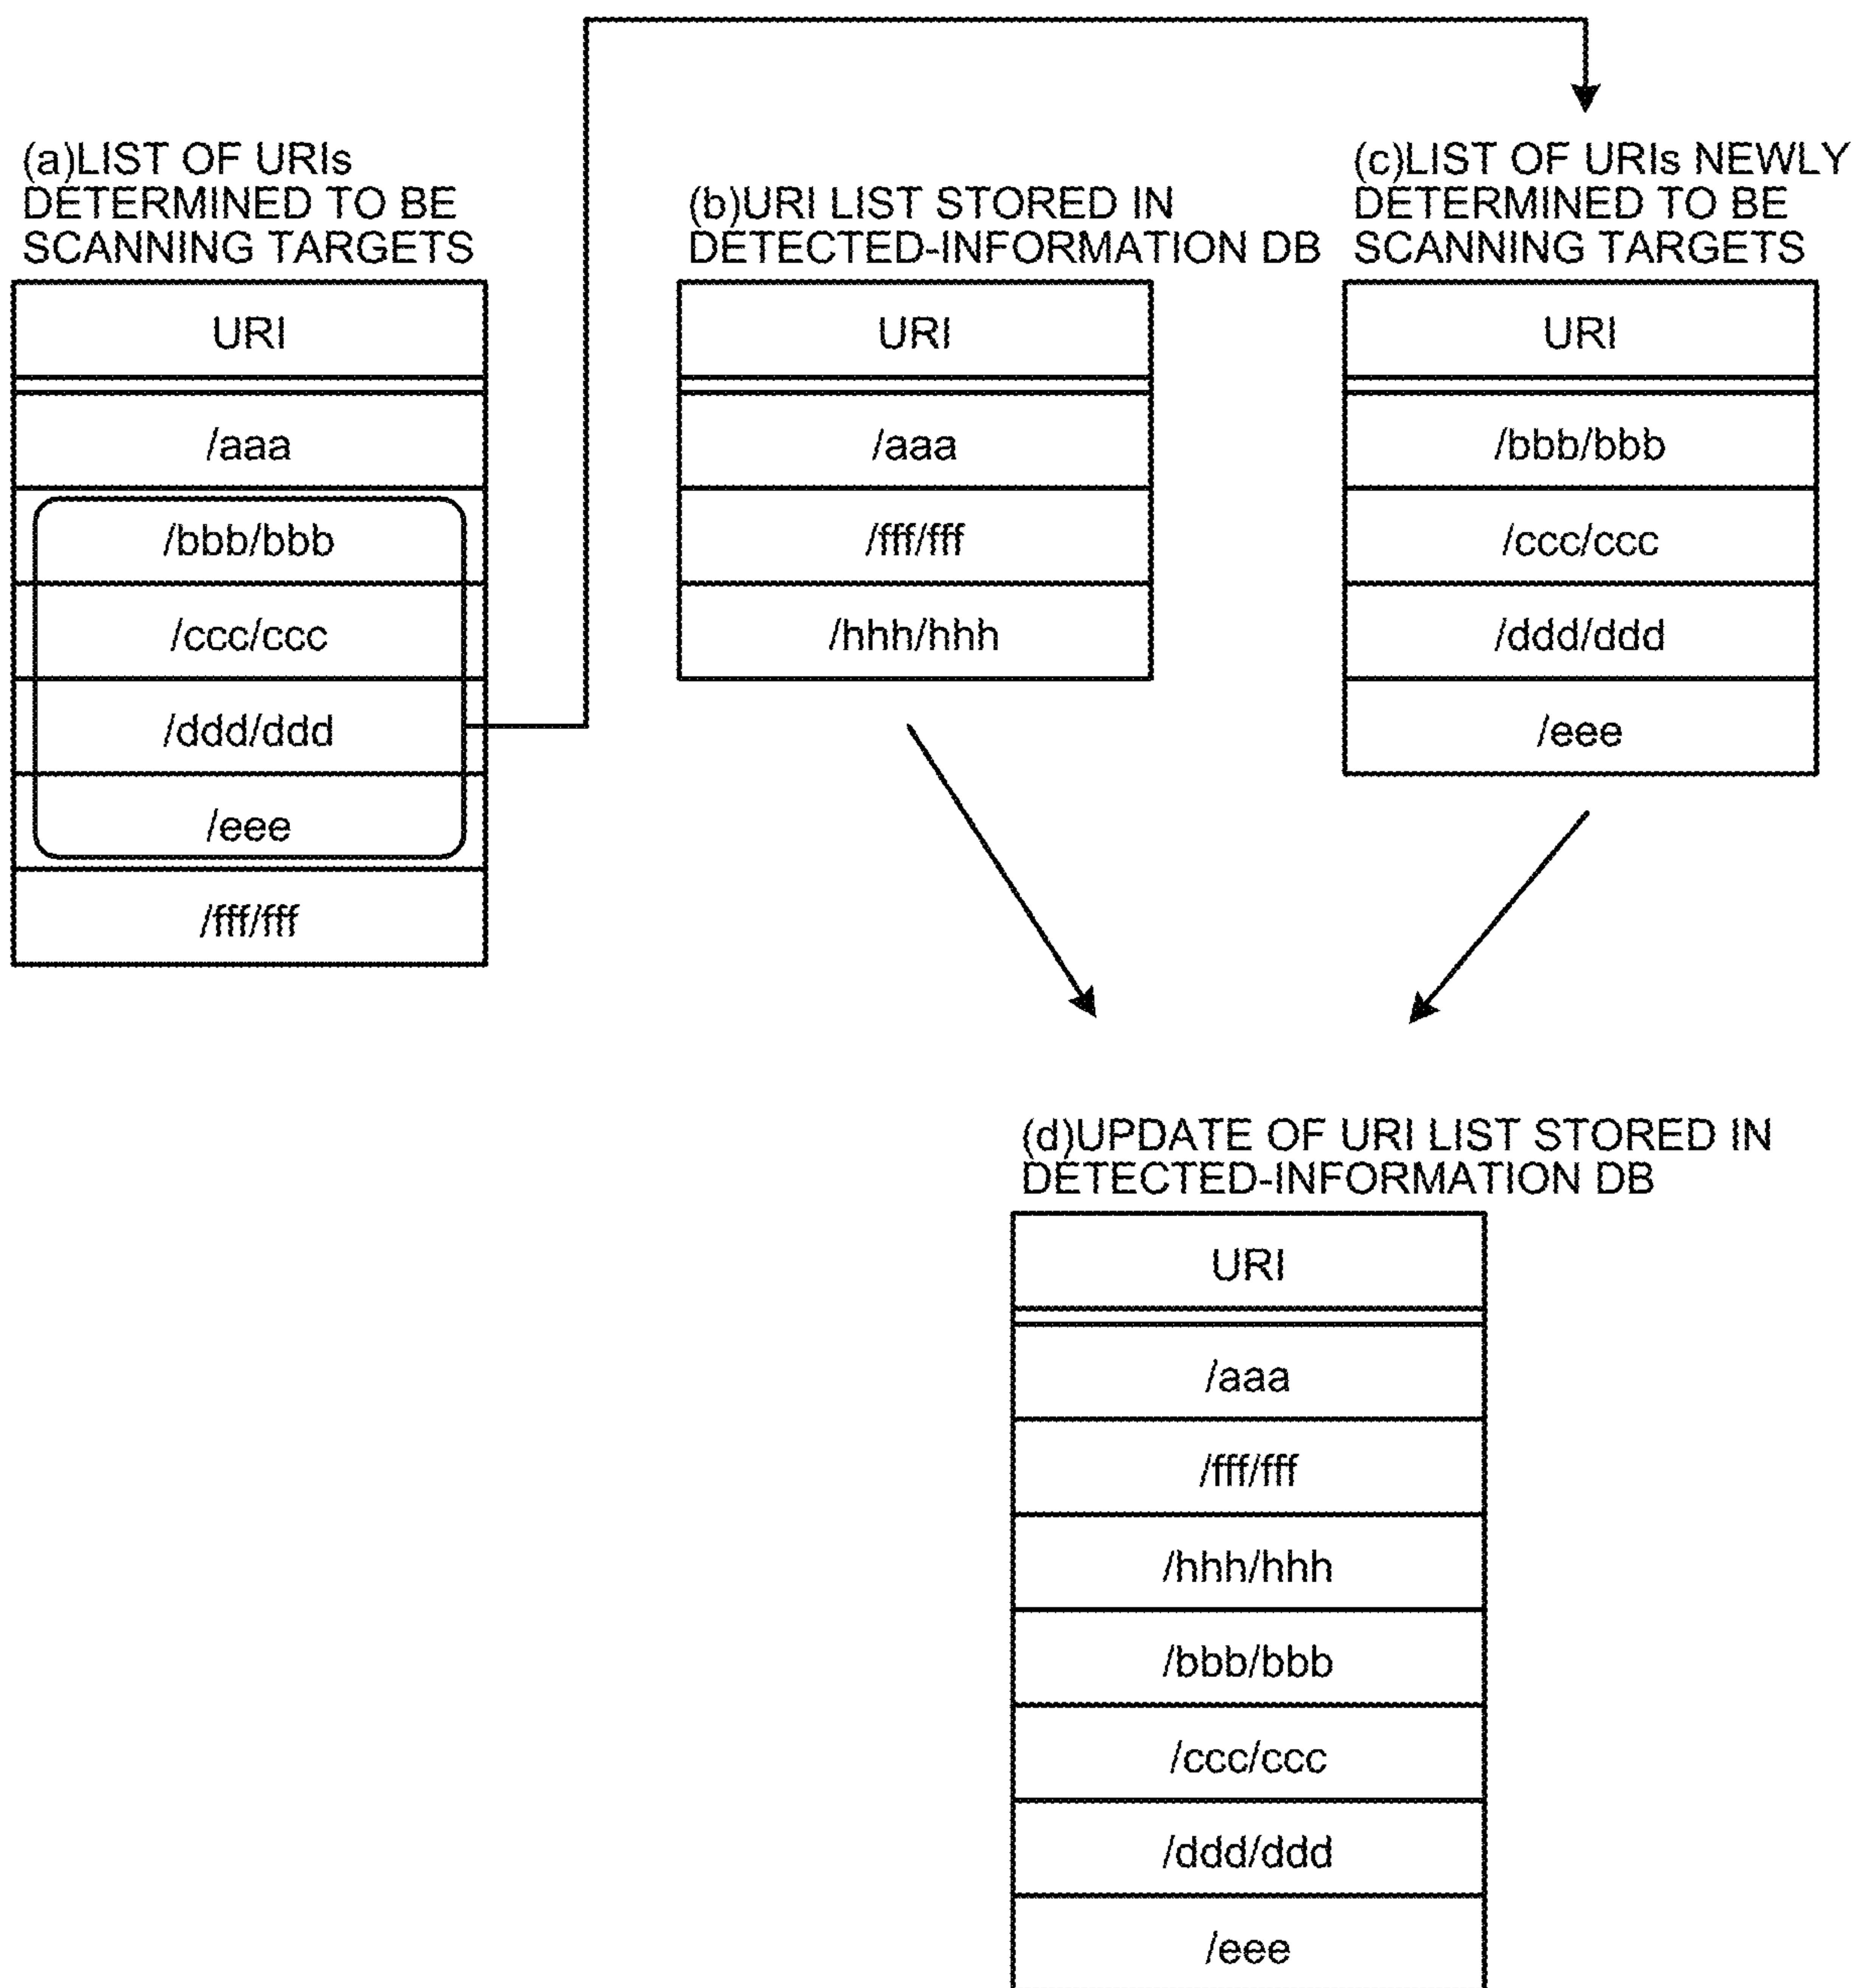 (a)LIST OF URIs
DETERMINED TO BE
SCANNING TARGETS
URI
/aaa
/bbb/bbb
/ccc/ccc
/ddd/ddd
/eee
/fff/fff
(b)URI LIST STORED IN
DETECTED-INFORMATION DB
URI
/aaa
/fff/fff
/hhh/hhh
(c)LIST OF URIs NEWLY
DETERMINED TO BE
SCANNING TARGETS
URI
/bbb/bbb
/ccc/ccc
/ddd/ddd
/eee
(d)UPDATE OF URI LIST STORED IN
DETECTED-INFORMATION DB
URI
/aaa
/fff/fff
/hhh/hhh
/bbb/bbb
/ccc/ccc
/ddd/ddd
/eee